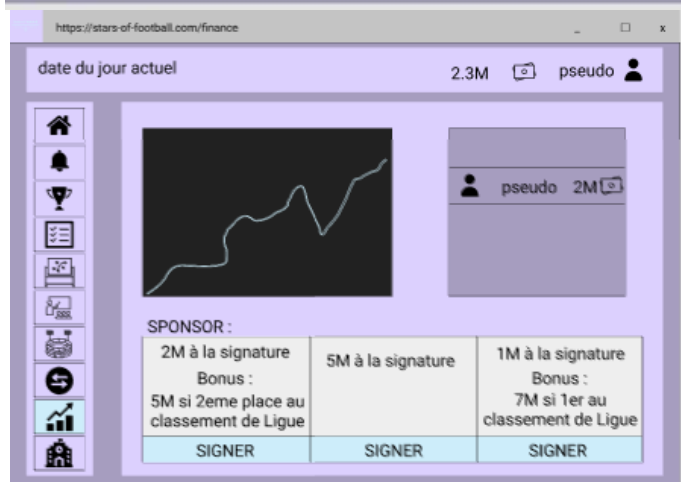 https://stars-of-football.com/finance
_ □ x
date du jour actuel
2.3M
pseudo
pseudo 2M
SPONSOR :
2M à la signature
Bonus :
5M si 2eme place au
classement de Ligue
SIGNER
5M à la signature
SIGNER
1M à la signature
Bonus :
7M si 1er au
classement de Ligue
SIGNER